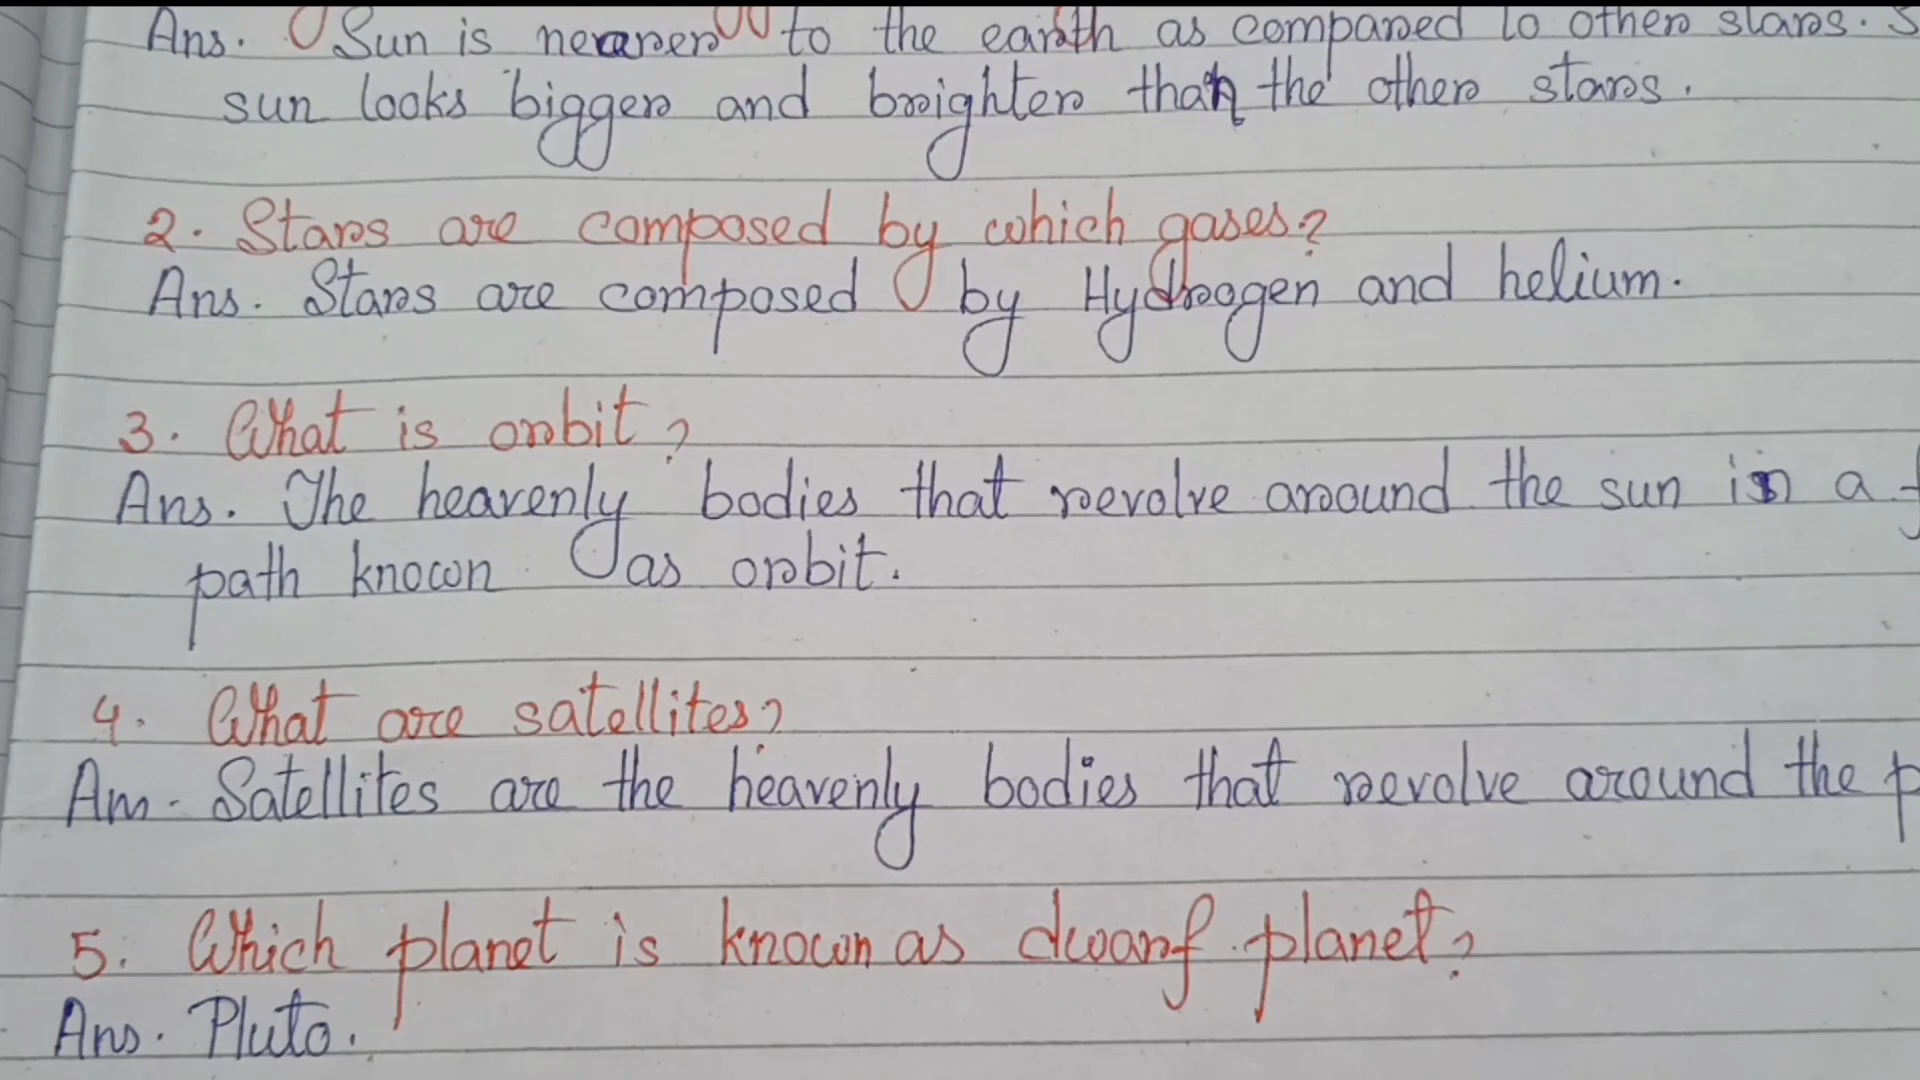 Ans. Sun is nearer to the earth as compared to other stars. S
sun looks bigger and brighter than the other stars.
2. Stars are composed by which gases?
Ans. Stars are composed by Hydrogen and helium.
3. What is orbit?
Ans. The heavenly bodies that revolve around the sun in a f
path known as orbit.
4. What are satellites?
Ans. Satellites are the heavenly bodies that revolve around the p
5. Which planet is known as dwarf planet?
Ans. Pluto.